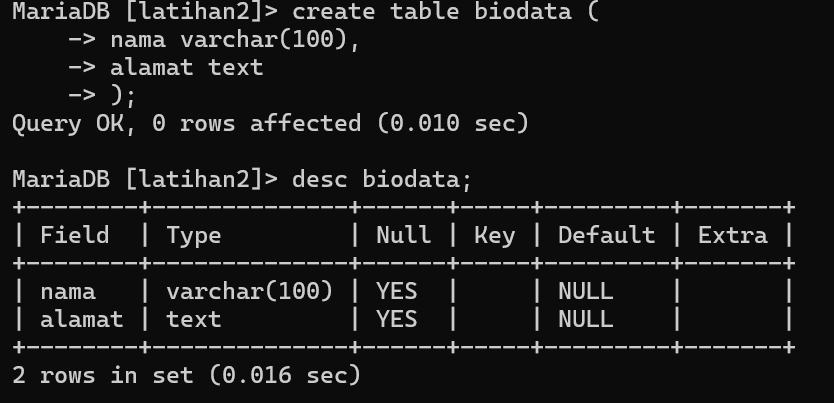 MariaDB [latihan2]> create table biodata (
    -> nama varchar(100),
    -> alamat text
    -> );
Query OK, 0 rows affected (0.010 sec)

MariaDB [latihan2]> desc biodata;
+--------+--------------+------+-----+---------+-------+
| Field  | Type         | Null | Key | Default | Extra |
+--------+--------------+------+-----+---------+-------+
| nama   | varchar(100) | YES  |     | NULL    |       |
| alamat | text         | YES  |     | NULL    |       |
+--------+--------------+------+-----+---------+-------+
2 rows in set (0.016 sec)